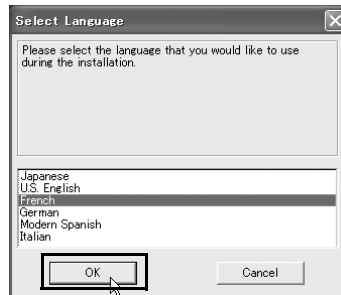 Select Language
Please select the language that you would like to use
during the installation.
Japanese
U.S. English
French
German
Modern Spanish
Italian
OK
Cancel